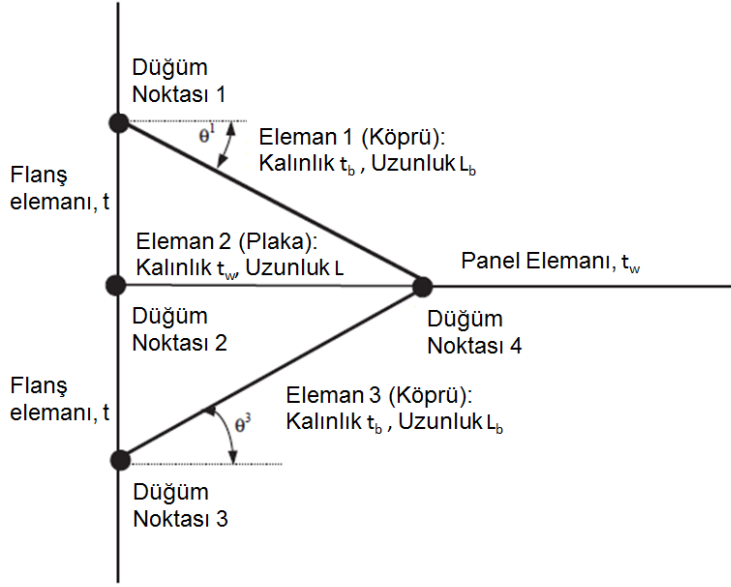 Düğüm
Noktası 1
θ¹
Eleman 1 (Köprü):
Kalınlık t_b , Uzunluk L_b
Flanş
elemanı, t
Eleman 2 (Plaka):
Kalınlık t_w, Uzunluk L
Panel Elemanı, t_w
Düğüm
Noktası 2
Düğüm
Noktası 4
Flanş
elemanı, t
Eleman 3 (Köprü):
Kalınlık t_b , Uzunluk L_b
θ³
Düğüm
Noktası 3